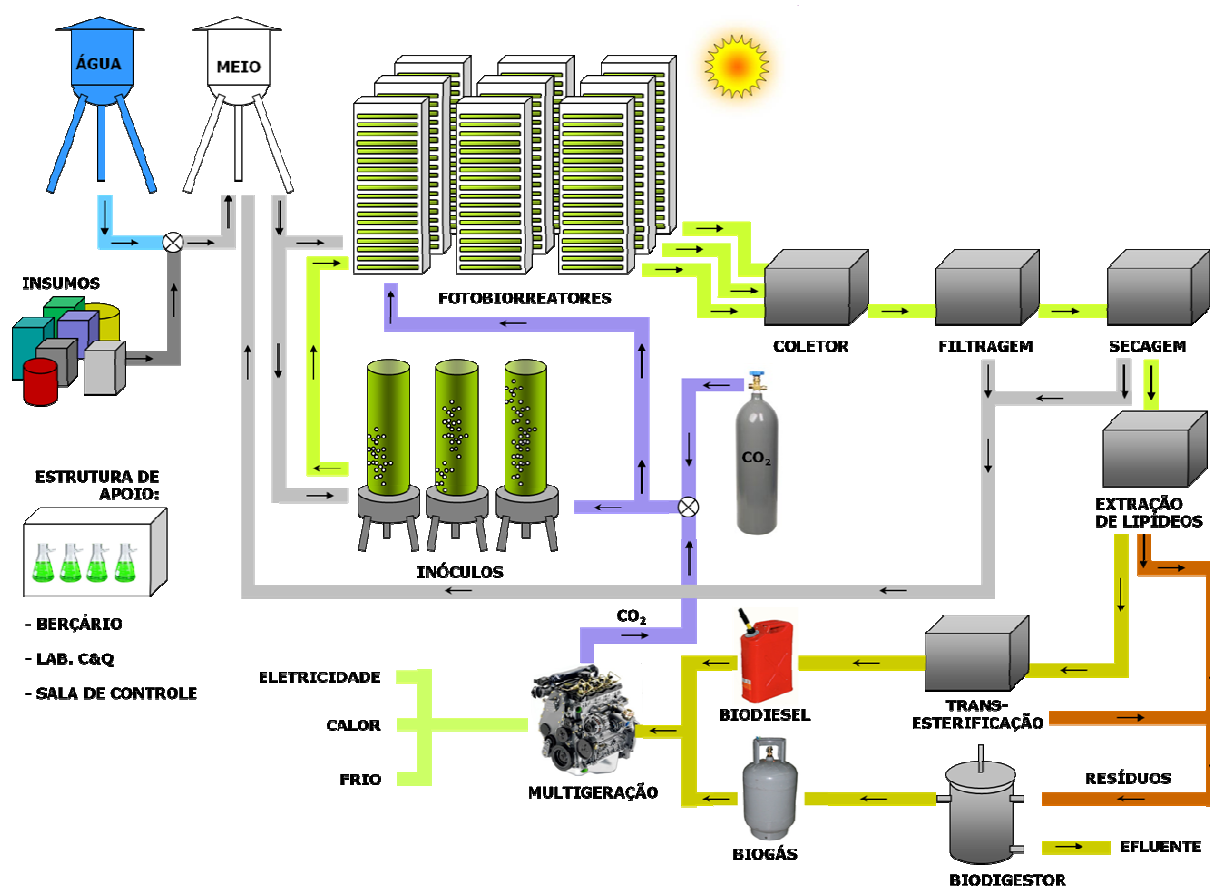 ÁGUA
MEIO
INSUMOS
FOTOBIORREATORES
COLETOR
FILTRAGEM
SECAGEM
CO₂
ESTRUTURA DE
APOIO:
EXTRAÇÃO
DE LIPÍDEOS
INÓCULOS
- BERÇÁRIO
- LAB. C&Q
- SALA DE CONTROLE
CO₂
ELETRICIDADE
CALOR
FRIO
MULTIGERAÇÃO
BIODIESEL
TRANS-
ESTERIFICAÇÃO
RESÍDUOS
BIOGÁS
EFLUENTE
BIODIGESTOR